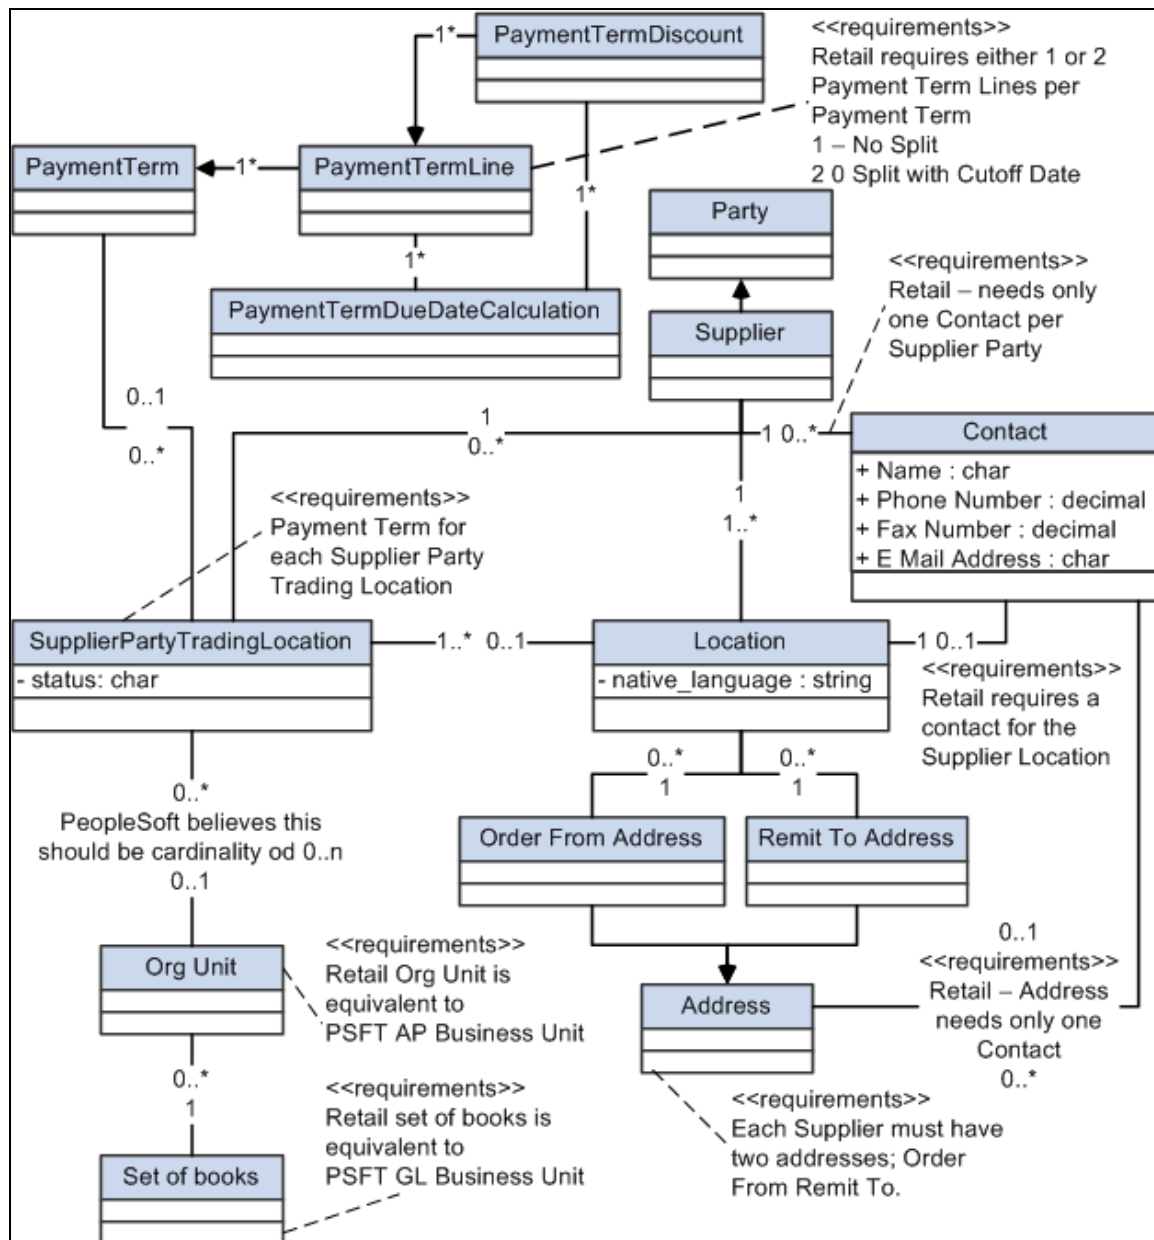 PaymentTermDiscount
1*
<<requirements>>
Retail requires either 1 or 2
Payment Term Lines per
Payment Term
1 – No Split
2 0 Split with Cutoff Date
PaymentTerm
1*
PaymentTermLine
1*
1*
Party
<<requirements>>
Retail – needs only
one Contact per
Supplier Party
PaymentTermDueDateCalculation
Supplier
0..1
0..*
1
0..*
1 0..*
Contact
+ Name : char
+ Phone Number : decimal
+ Fax Number : decimal
+ E Mail Address : char
1
1..*
<<requirements>>
Payment Term for
each Supplier Party
Trading Location
SupplierPartyTradingLocation
- status: char
1..* 0..1
Location
- native_language : string
1 0..1
<<requirements>>
Retail requires a
contact for the
Supplier Location
0..*
1
0..*
1
0..*
PeopleSoft believes this
should be cardinality od 0..n
0..1
Order From Address
Remit To Address
Org Unit
<<requirements>>
Retail Org Unit is
equivalent to
PSFT AP Business Unit
Address
0..1
<<requirements>>
Retail – Address
needs only one
Contact
0..*
0..*
1
<<requirements>>
Retail set of books is
equivalent to
PSFT GL Business Unit
<<requirements>>
Each Supplier must have
two addresses; Order
From Remit To.
Set of books